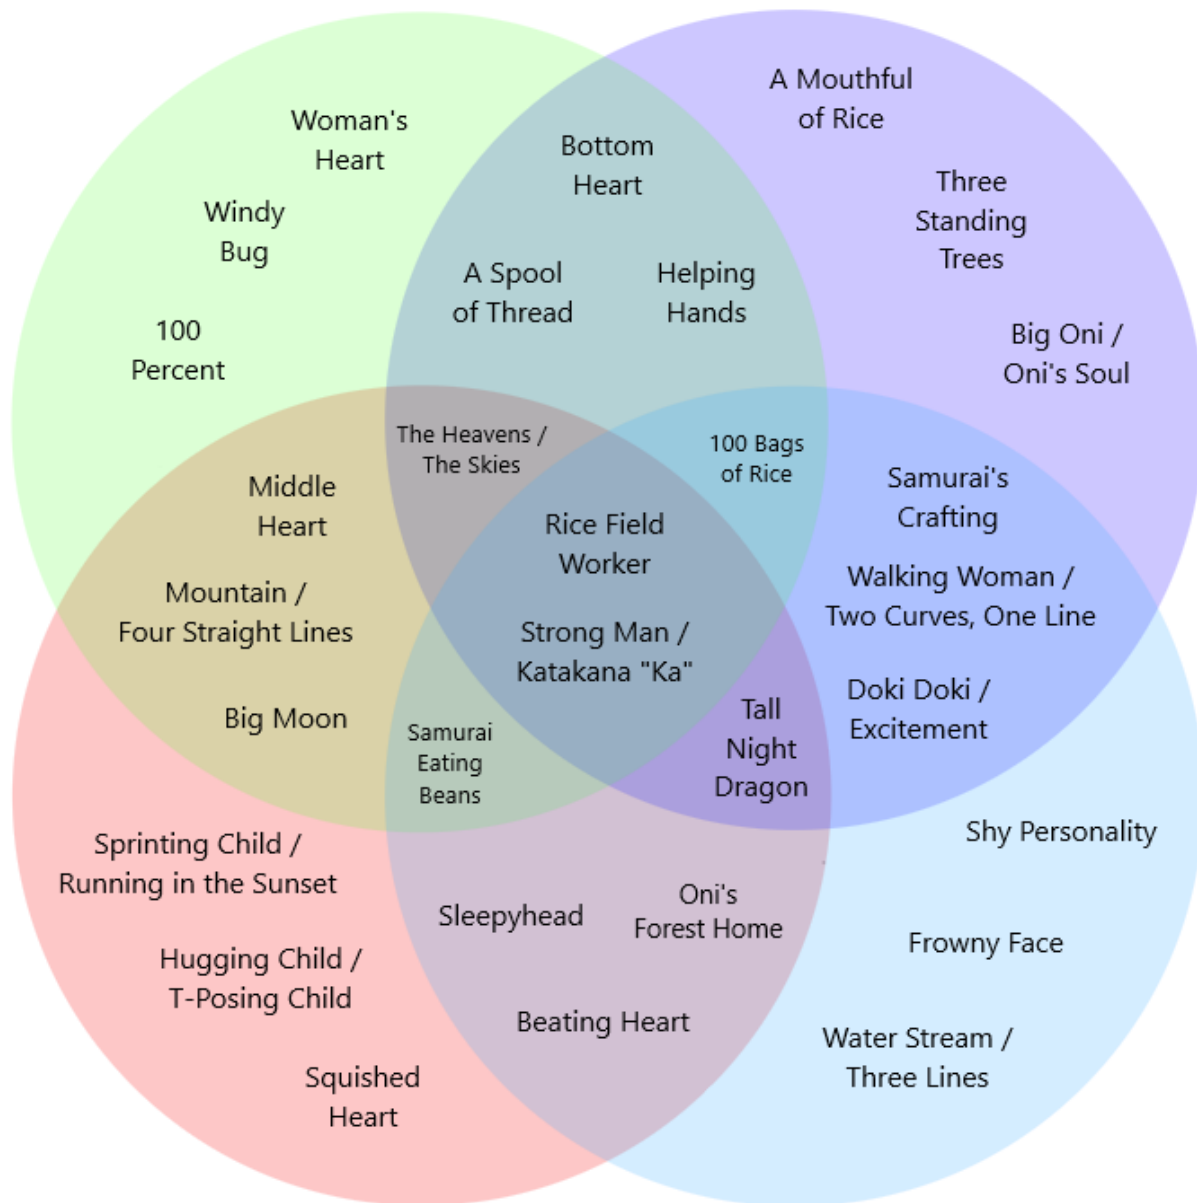 Woman's
Heart
Windy
Bug
100
Percent
Bottom
Heart
A Spool
of Thread
Helping
Hands
A Mouthful
of Rice
Three
Standing
Trees
Big Oni /
Oni's Soul
The Heavens /
The Skies
100 Bags
of Rice
Middle
Heart
Mountain /
Four Straight Lines
Big Moon
Rice Field
Worker
Strong Man /
Katakana "Ka"
Samurai's
Crafting
Walking Woman /
Two Curves, One Line
Doki Doki /
Excitement
Samurai
Eating
Beans
Tall
Night
Dragon
Sprinting Child /
Running in the Sunset
Hugging Child /
T-Posing Child
Squished
Heart
Sleepyhead
Oni's
Forest Home
Beating Heart
Shy Personality
Frowny Face
Water Stream /
Three Lines